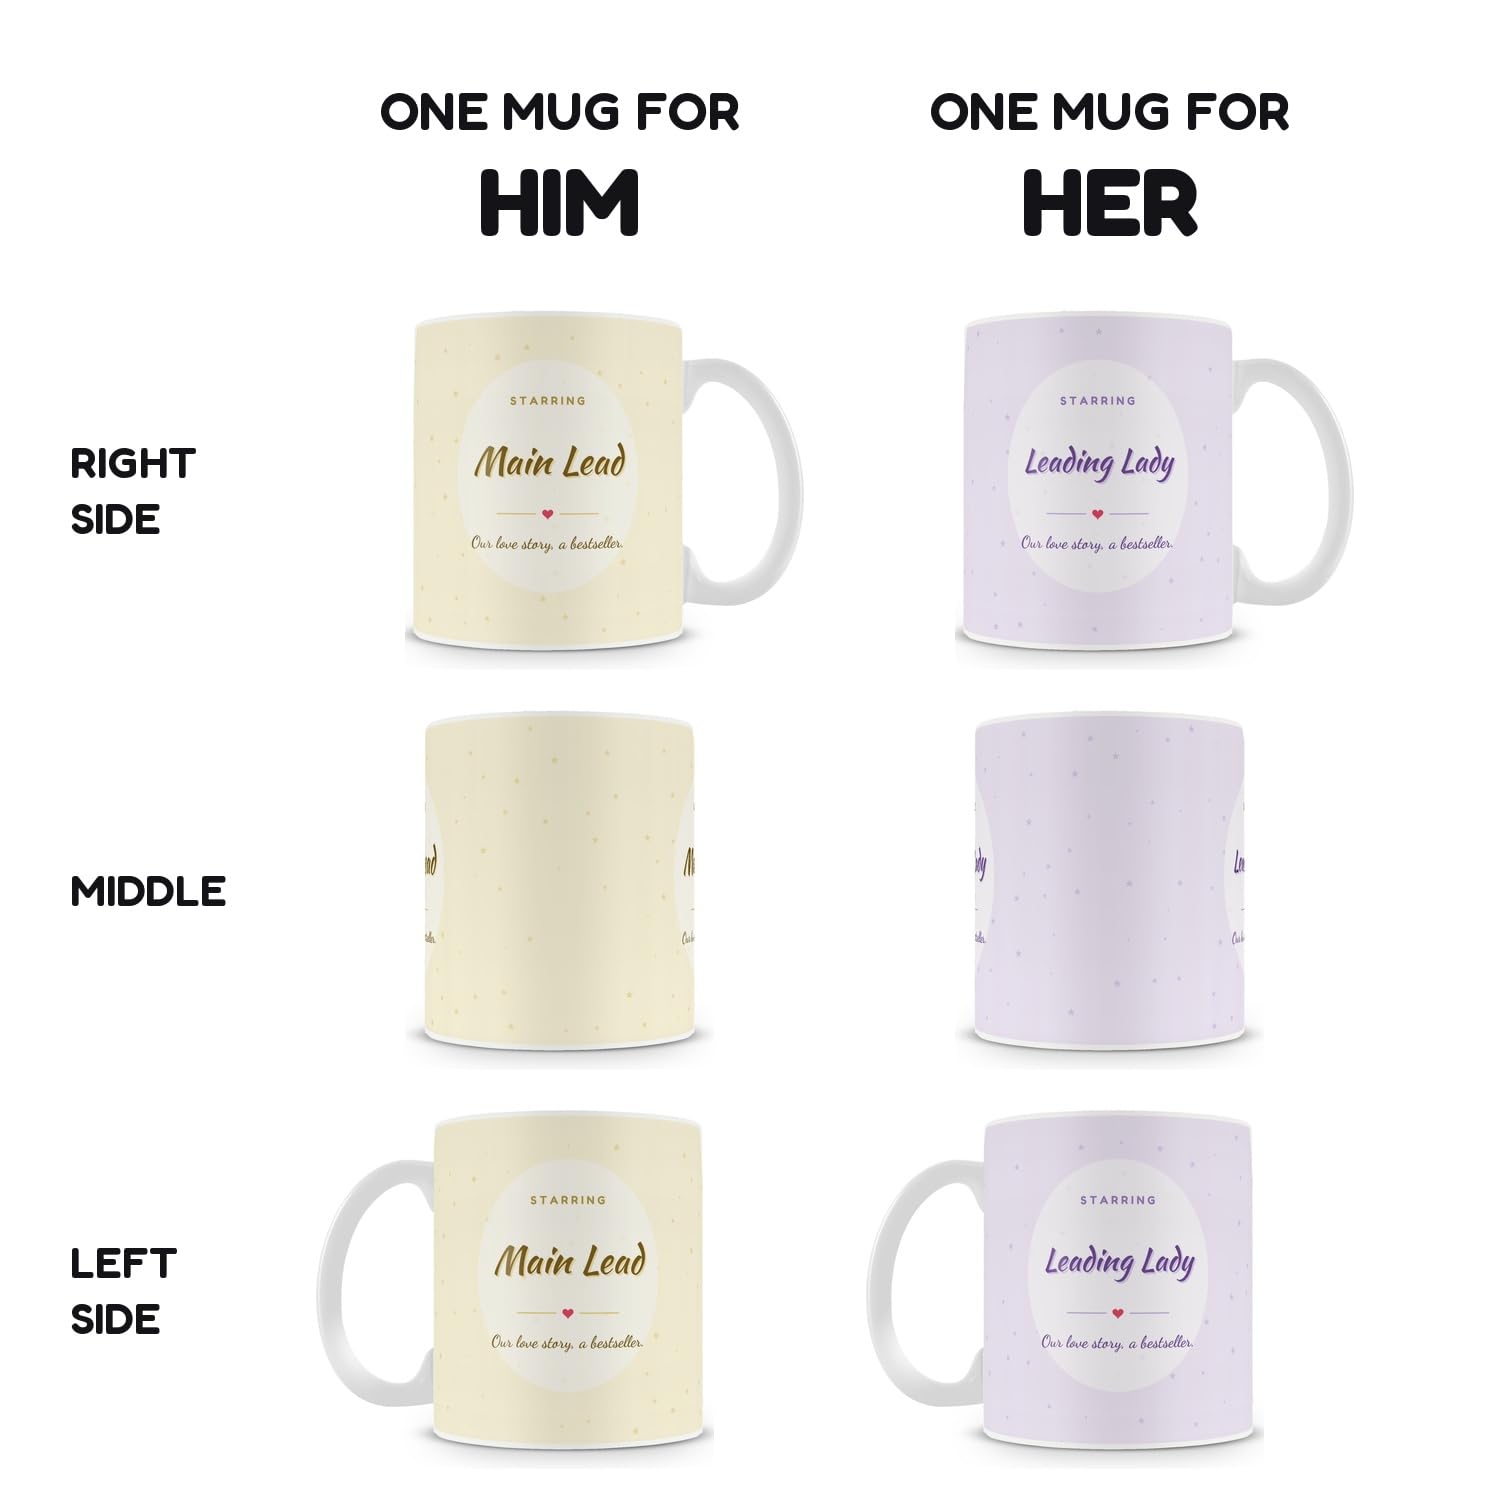 ONE MUG FOR
HIM
ONE MUG FOR
HER
RIGHT
SIDE
STARRING
Main Lead
Our love story, a bestseller.
STARRING
Leading Lady
Our love story, a bestseller.
MIDDLE
LEFT
SIDE
STARRING
Main Lead
Our love story, a bestseller.
STARRING
Leading Lady
Our love story, a bestseller.